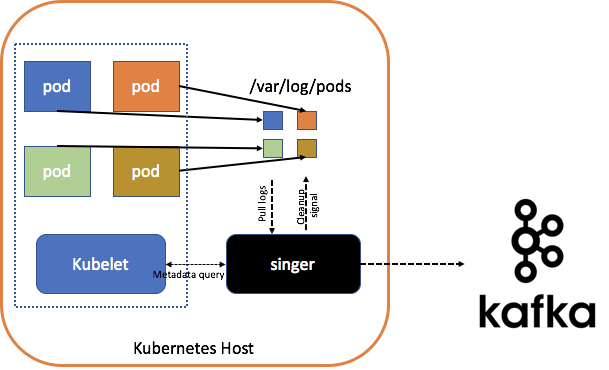 pod
pod
/var/log/pods
pod
pod
Pull logs
Cleanup
signal
Kubelet
Metadata query
singer
kafka
Kubernetes Host